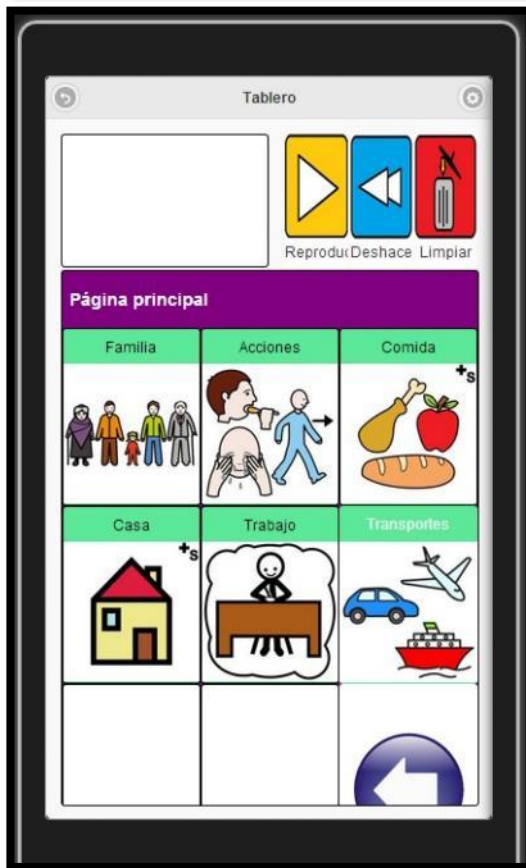 Tablero
Reproduc Deshace Limpiar
Página principal
Familia Acciones Comida
+s
Casa Trabajo Transportes
+s